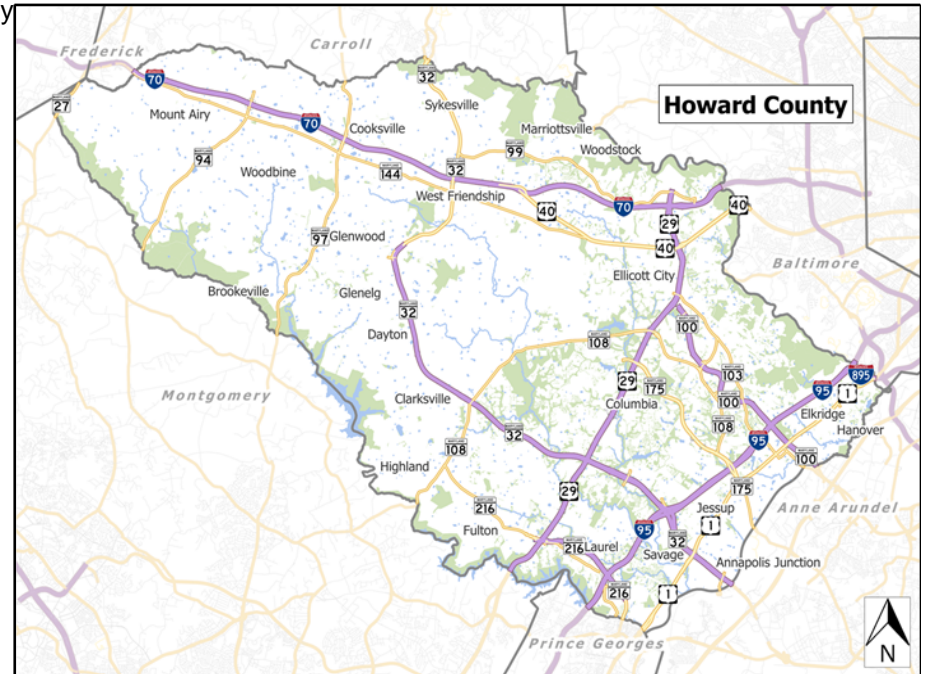 y
Carroll
Frederick
32
70
27
Sykesville
Howard County
Mount Airy
70
Cooksville
Marriottsville
99
Woodstock
94
144
32
Woodbine
West Friendship
70
40
40
29
97
Glenwood
40
Baltimore
Ellicott City
Brookeville
Glenelg
32
Dayton
100
108
103
895
29
175
95
1
Montgomery
Clarksville
Columbia
100
Elkridge
108
Hanover
32
95
108
100
Highland
175
29
216
Jessup
Anne Arundel
1
Fulton
95
32
216
Laurel
Savage
Annapolis Junction
216
1
Prince Georges
N